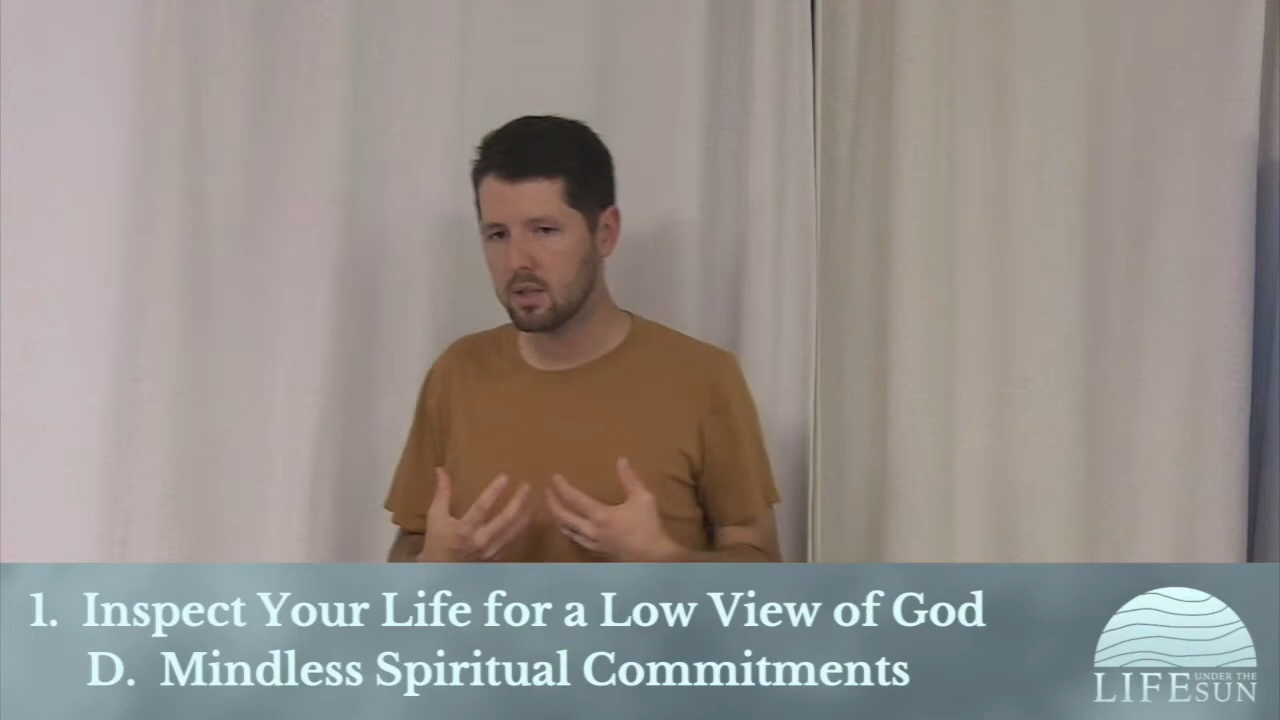 1. Inspect Your Life for a Low View of God
D. Mindless Spiritual Commitments
LIFE UNDER THE SUN